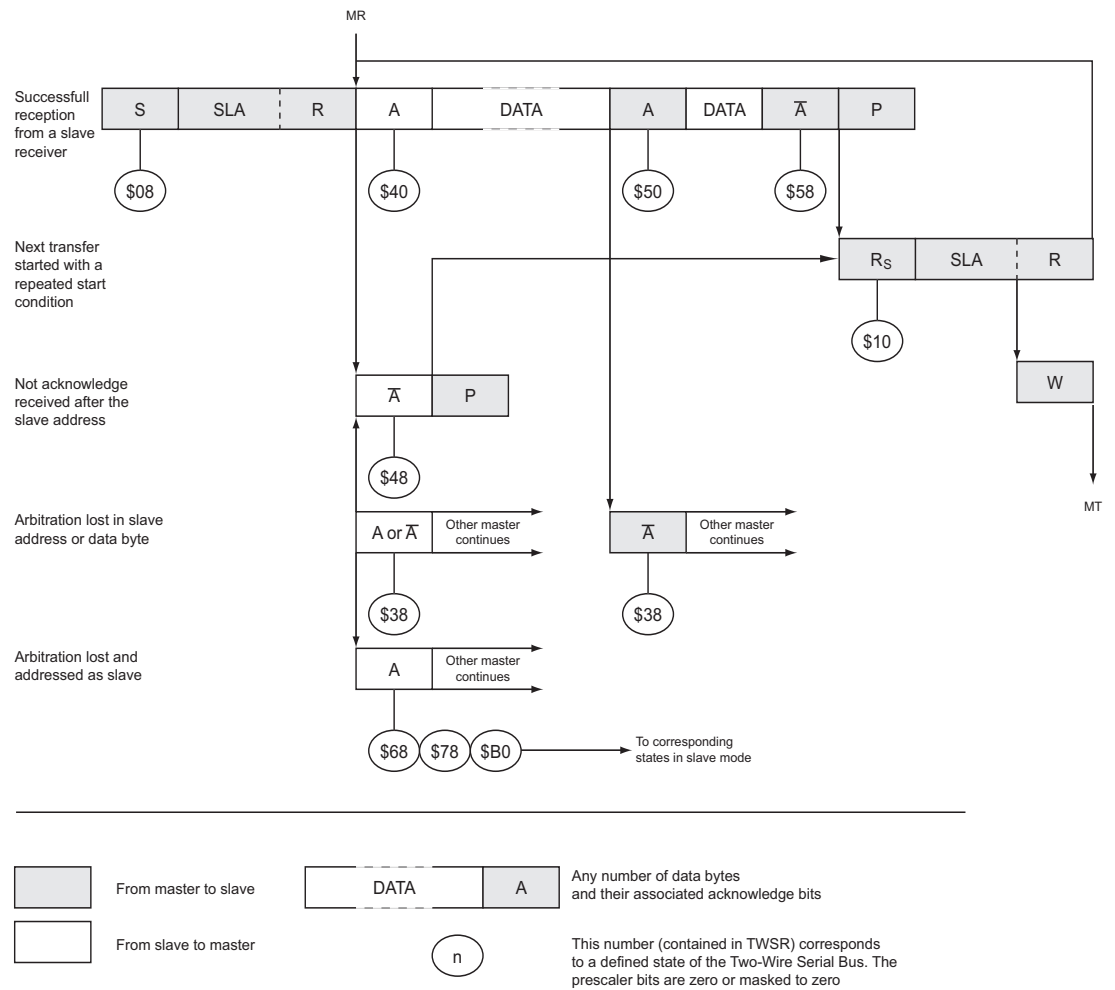 MR
Successfull
reception
from a slave
receiver
S SLA R A DATA A DATA A̅ P
$08 $40 $50 $58
Next transfer
started with a
repeated start
condition
RS SLA R
$10
Not acknowledge
received after the
slave address
A̅ P
W
$48
MT
Arbitration lost in slave
address or data byte
A or A̅
Other master
continues
A̅
Other master
continues
$38 $38
Arbitration lost and
addressed as slave
A
Other master
continues
$68 $78 $B0
To corresponding
states in slave mode
From master to slave
DATA A
Any number of data bytes
and their associated acknowledge bits
From slave to master
n
This number (contained in TWSR) corresponds
to a defined state of the Two-Wire Serial Bus. The
prescaler bits are zero or masked to zero